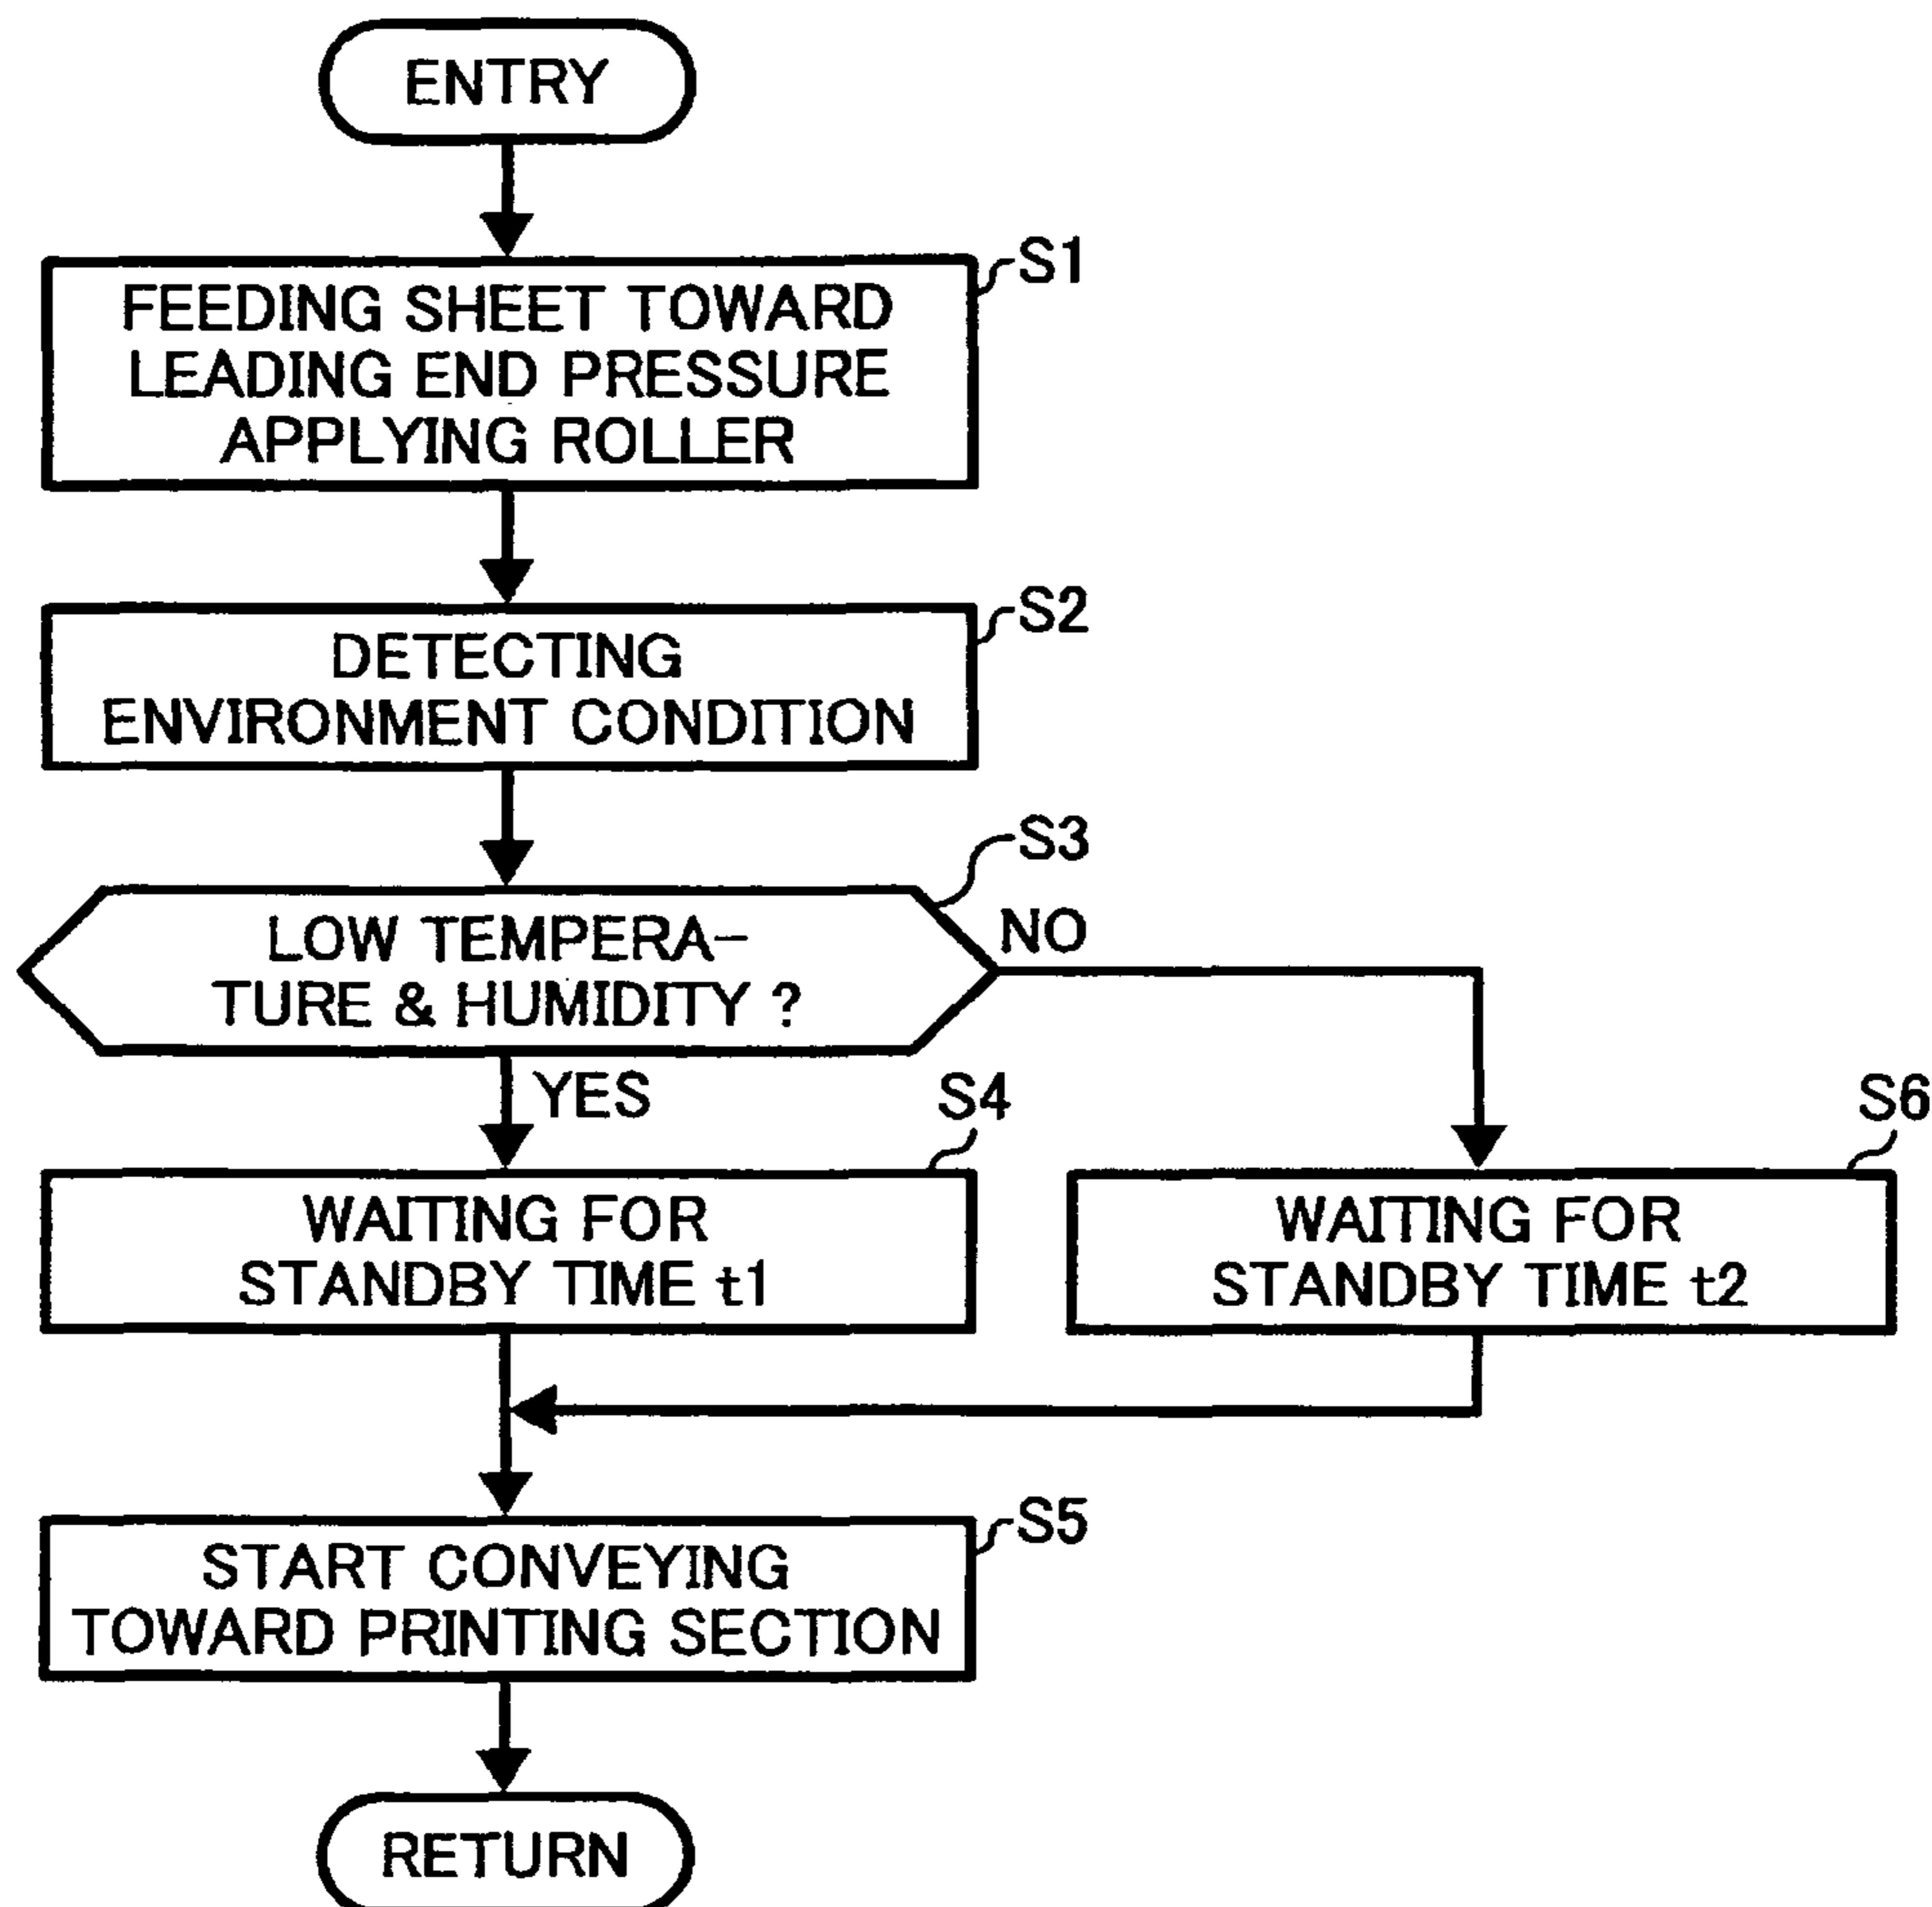 ENTRY
S1
FEEDING SHEET TOWARD
LEADING END PRESSURE
APPLYING ROLLER
S2
DETECTING
ENVIRONMENT CONDITION
S3
LOW TEMPERA-
TURE & HUMIDITY ?
NO
YES
S4
WAITING FOR
STANDBY TIME t1
S6
WAITING FOR
STANDBY TIME t2
S5
START CONVEYING
TOWARD PRINTING SECTION
RETURN